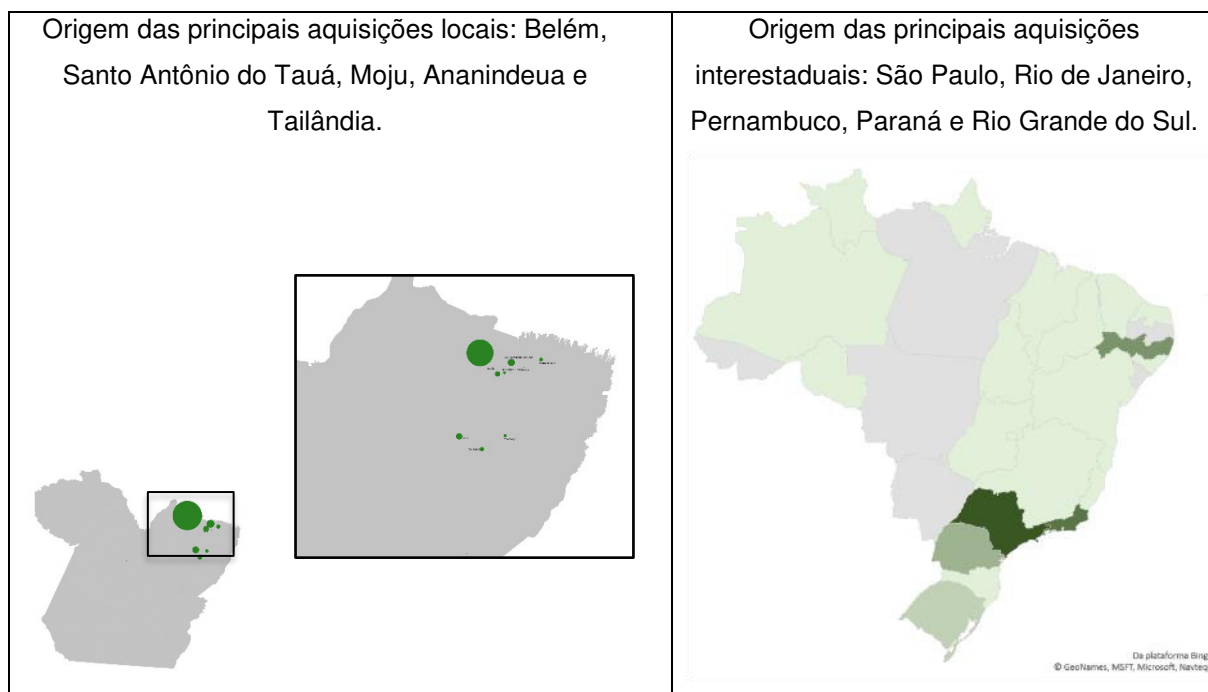 Origem das principais aquisições locais: Belém,
Santo Antônio do Tauá, Moju, Ananindeua e
Tailândia.
Origem das principais aquisições
interestaduais: São Paulo, Rio de Janeiro,
Pernambuco, Paraná e Rio Grande do Sul.
Da plataforma Bing
© GeoNames, MSFT, Microsoft, Navteq